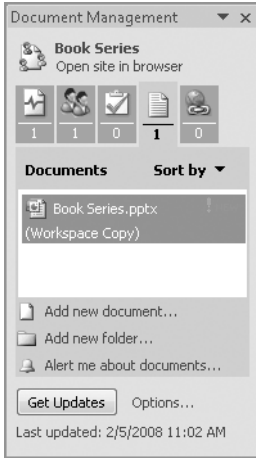 Document Management
Book Series
Open site in browser
1 1 0 1 0
Documents Sort by
Book Series.pptx
(Workspace Copy)
Add new document...
Add new folder...
Alert me about documents...
Get Updates Options...
Last updated: 2/5/2008 11:02 AM